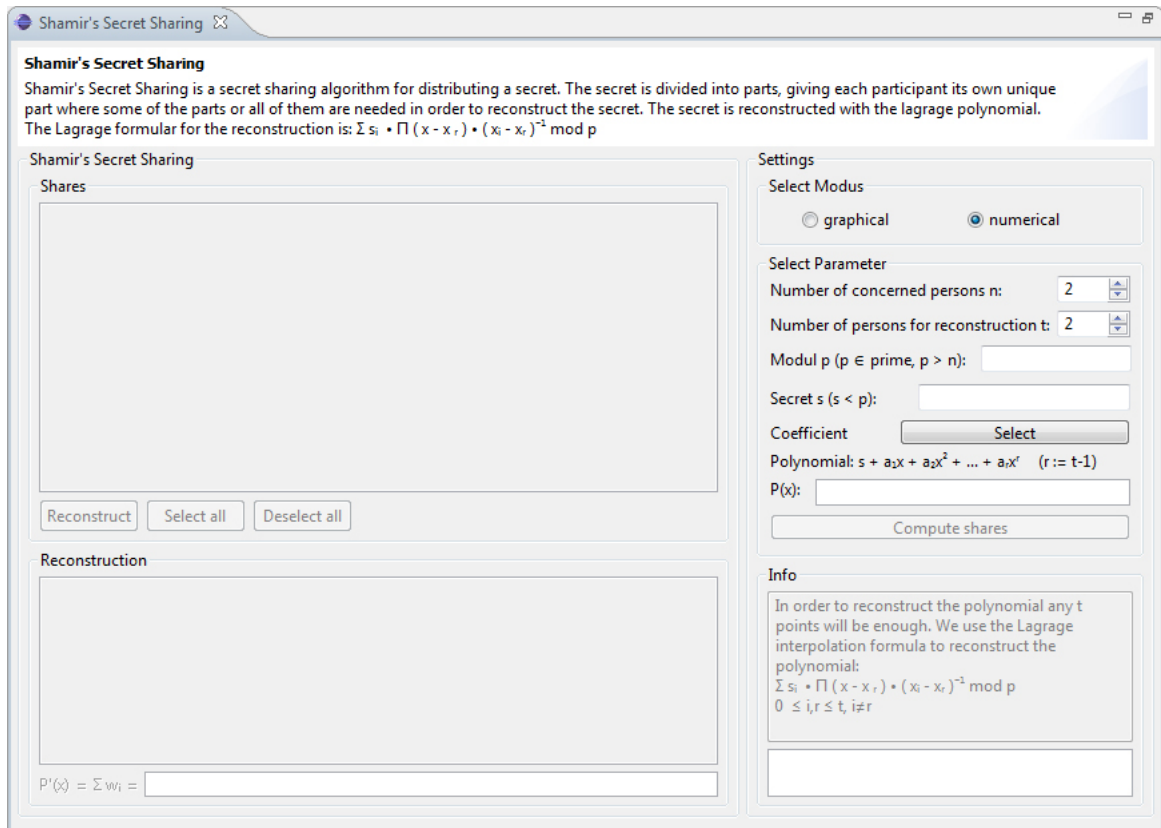 Shamir's Secret Sharing
Shamir's Secret Sharing
Shamir's Secret Sharing is a secret sharing algorithm for distributing a secret. The secret is divided into parts, giving each participant its own unique
part where some of the parts or all of them are needed in order to reconstruct the secret. The secret is reconstructed with the lagrage polynomial.
The Lagrage formular for the reconstruction is: Σ sᵢ • Π ( x - x ᵣ ) • ( xᵢ - xᵣ )⁻¹ mod p
Shamir's Secret Sharing
Shares
Reconstruct Select all Deselect all
Reconstruction
P'(x) = Σ wᵢ =
Settings
Select Modus
graphical numerical
Select Parameter
Number of concerned persons n: 2
Number of persons for reconstruction t: 2
Modul p (p ∈ prime, p > n):
Secret s (s < p):
Coefficient Select
Polynomial: s + a₁x + a₂x² + ... + aᵣxʳ (r := t-1)
P(x):
Compute shares
Info
In order to reconstruct the polynomial any t
points will be enough. We use the Lagrage
interpolation formula to reconstruct the
polynomial:
Σ sᵢ • Π ( x - x ᵣ ) • ( xᵢ - xᵣ )⁻¹ mod p
0 ≤ i,r ≤ t, i≠r